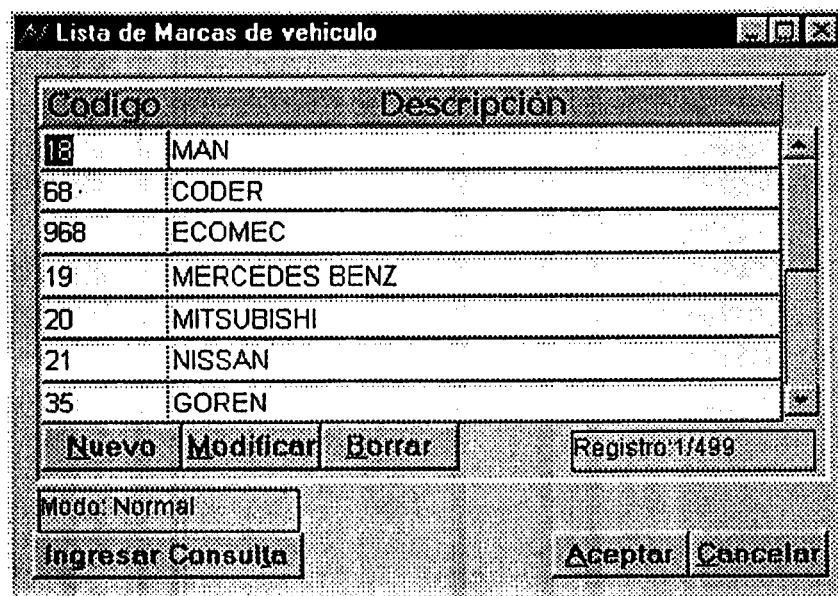 Lista de Marcas de vehiculo
Codigo Descripción
18 MAN
68 CODER
968 ECOMEC
19 MERCEDES BENZ
20 MITSUBISHI
21 NISSAN
35 GOREN
Nuevo Modificar Borrar Registro:1/499
Modo: Normal
Ingresar Consulta Aceptar Cancelar